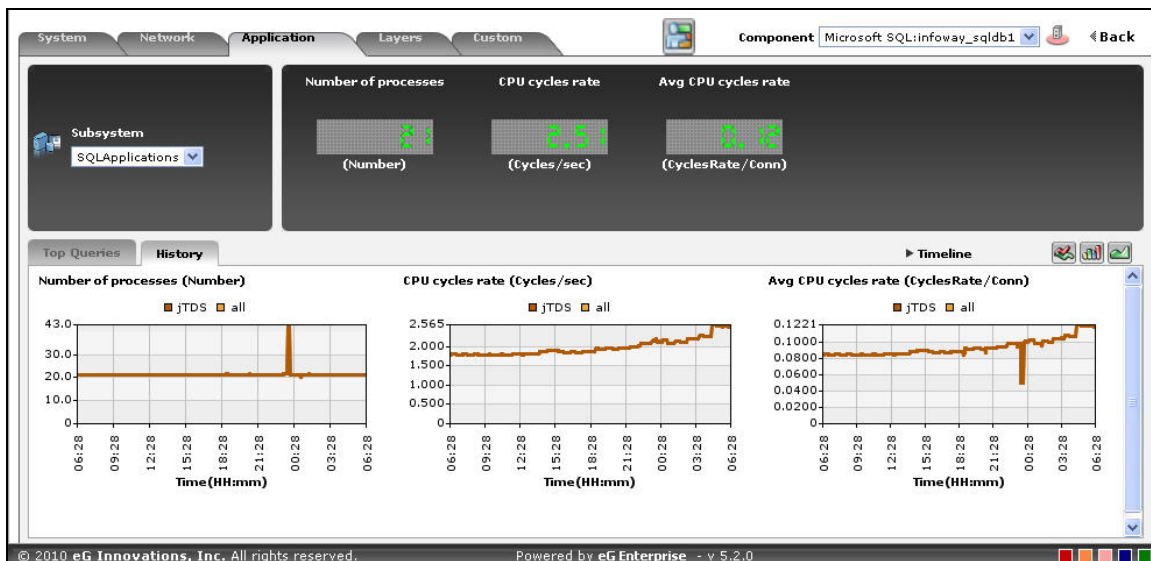 System Network Application Layers Custom Component Microsoft SQL:infoway_sqldb1 Back
Number of processes CPU cycles rate Avg CPU cycles rate
Subsystem
SQLApplications
21 2.51 0.12
(Number) (Cycles/sec) (CyclesRate/Conn)
Top Queries History Timeline
Number of processes (Number)
jTDS all
43.0
30.0
20.0
10.0
0
06:28 09:28 12:28 15:28 18:28 21:28 00:28 03:28 06:28
Time(HH:mm)
CPU cycles rate (Cycles/sec)
jTDS all
2.565
2.000
1.500
1.000
0.500
0
06:28 09:28 12:28 15:28 18:28 21:28 00:28 03:28 06:28
Time(HH:mm)
Avg CPU cycles rate (CyclesRate/Conn)
jTDS all
0.1221
0.1000
0.0800
0.0600
0.0400
0.0200
0
06:28 09:28 12:28 15:28 18:28 21:28 00:28 03:28 06:28
Time(HH:mm)
© 2010 eG Innovations, Inc. All rights reserved. Powered by eG Enterprise - v 5.2.0